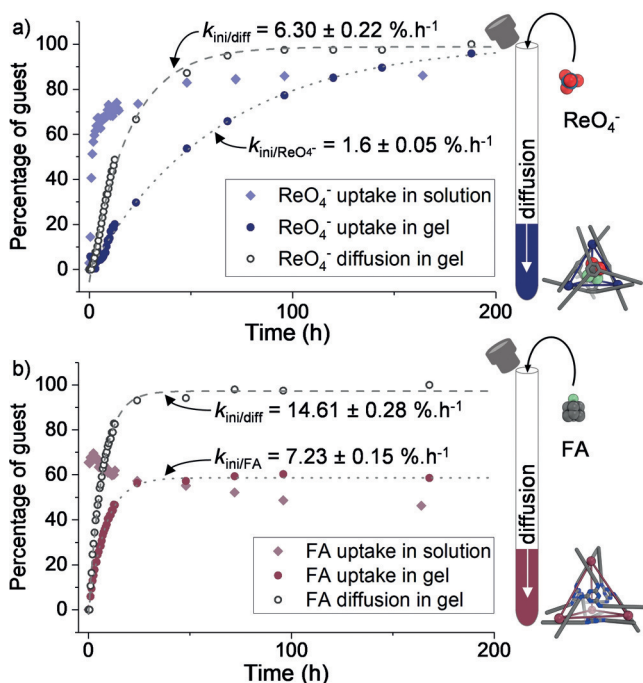 a)
Percentage of guest
100
80
60
40
20
0
kini/diff = 6.30 ± 0.22 %.h-1
kini/ReO4- = 1.6 ± 0.05 %.h-1
ReO4- uptake in solution
ReO4- uptake in gel
ReO4- diffusion in gel
0 100 200
Time (h)
diffusion
ReO4-
b)
Percentage of guest
100
80
60
40
20
0
kini/diff = 14.61 ± 0.28 %.h-1
kini/FA = 7.23 ± 0.15 %.h-1
FA uptake in solution
FA uptake in gel
FA diffusion in gel
0 100 200
Time (h)
diffusion
FA